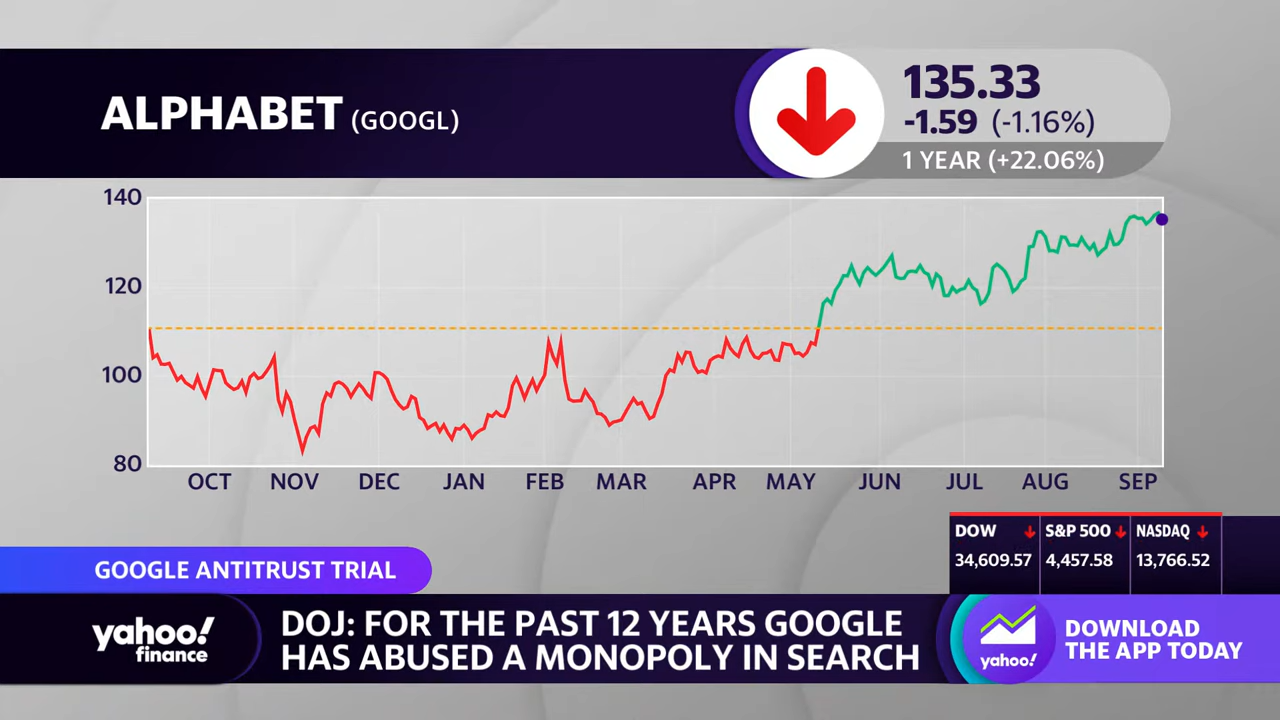 ALPHABET (GOOGL)
135.33
-1.59 (-1.16%)
1 YEAR (+22.06%)
140
120
100
80
OCT NOV DEC JAN FEB MAR APR MAY JUN JUL AUG SEP
DOW S&P 500 NASDAQ
34,609.57 4,457.58 13,766.52
GOOGLE ANTITRUST TRIAL
yahoo!
finance
DOJ: FOR THE PAST 12 YEARS GOOGLE
HAS ABUSED A MONOPOLY IN SEARCH
yahoo!
DOWNLOAD
THE APP TODAY